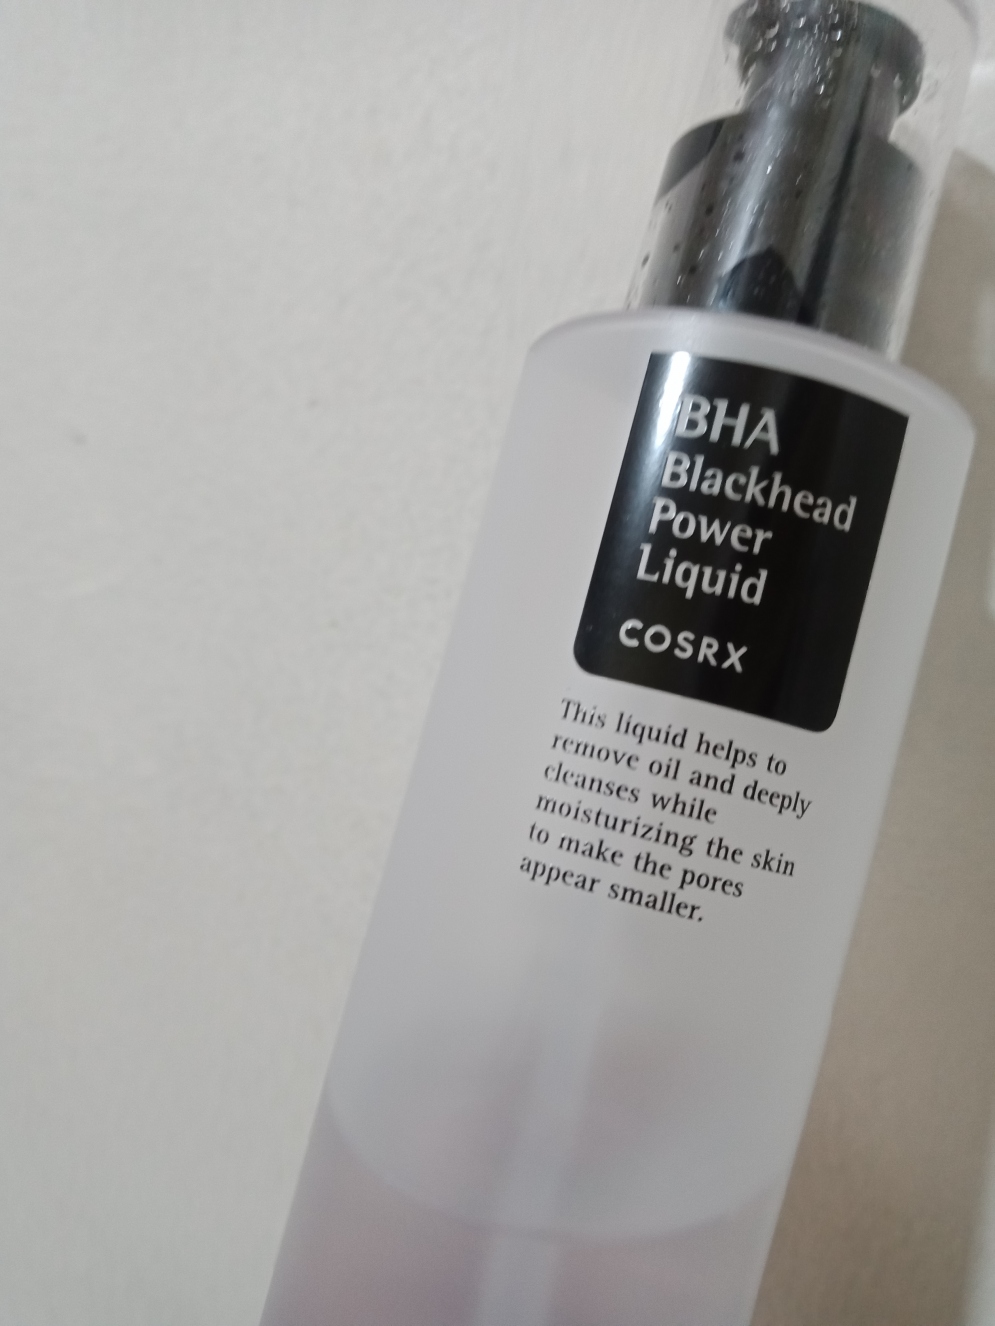 BHA
Blackhead
Power
Liquid
COSRX
This liquid helps to
remove oil and deeply
cleanses while
moisturizing the skin
to make the pores
appear smaller.